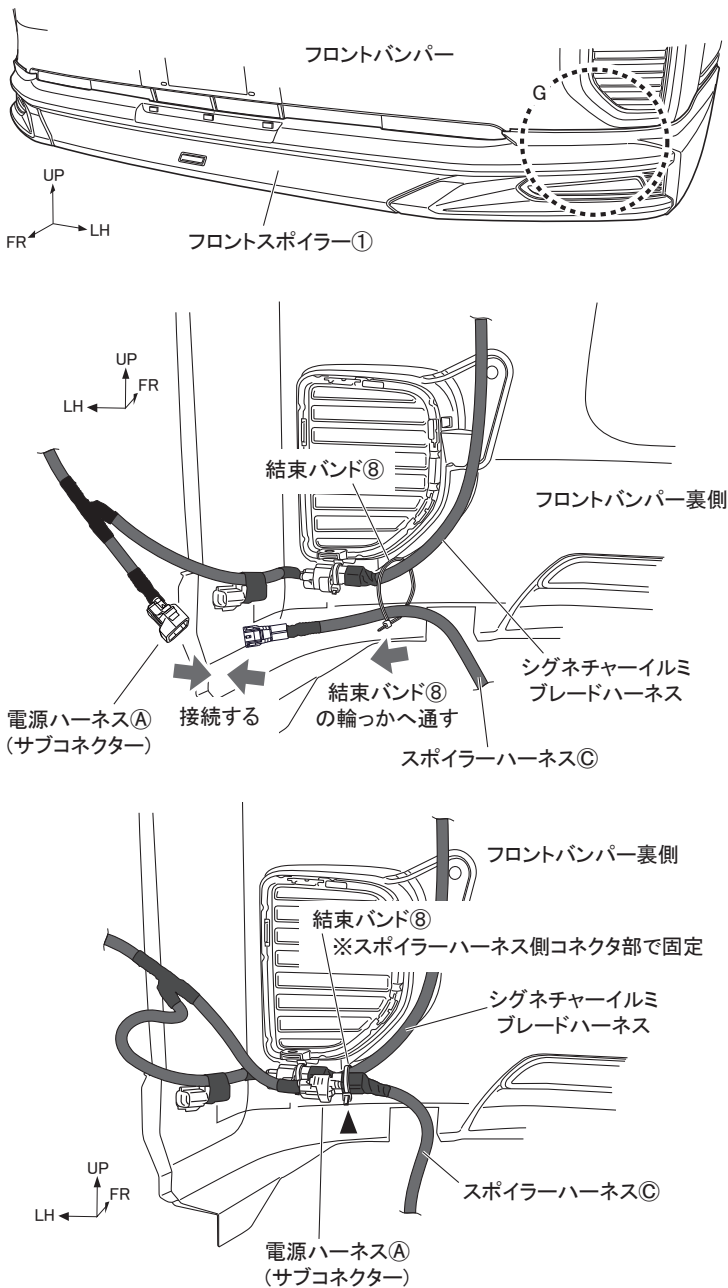 フロントバンパー
G
UP
FR
LH
フロントスポイラー①
UP
FR
LH
結束バンド⑧
フロントバンパー裏側
シグネチャーイルミ
ブレードハーネス
電源ハーネスⒶ
(サブコネクター)
接続する
結束バンド⑧
の輪っかへ通す
スポイラーハーネスⒸ
フロントバンパー裏側
結束バンド⑧
※スポイラーハーネス側コネクタ部で固定
シグネチャーイルミ
ブレードハーネス
UP
FR
LH
スポイラーハーネスⒸ
電源ハーネスⒶ
(サブコネクター)